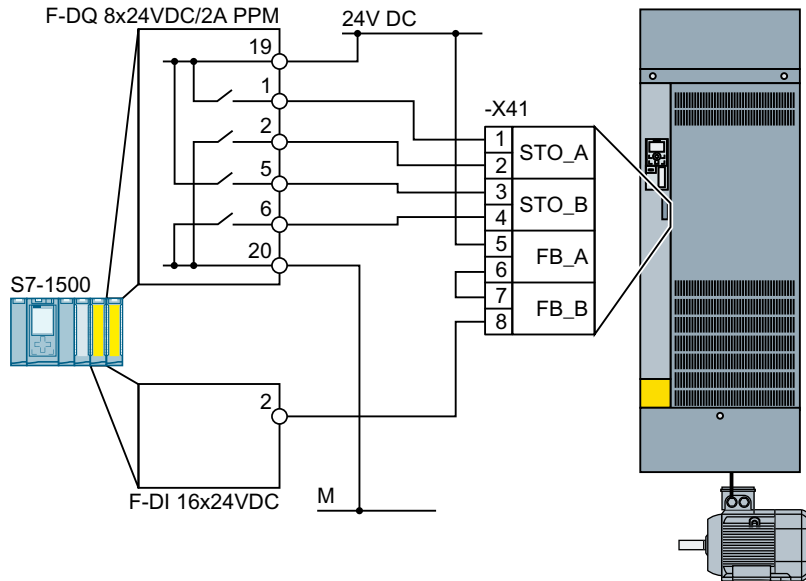 F-DQ 8x24VDC/2A PPM
24V DC
19
1
2
5
6
20
-X41
1
2
STO_A
3
4
STO_B
5
6
FB_A
7
8
FB_B
S7-1500
2
F-DI 16x24VDC
M